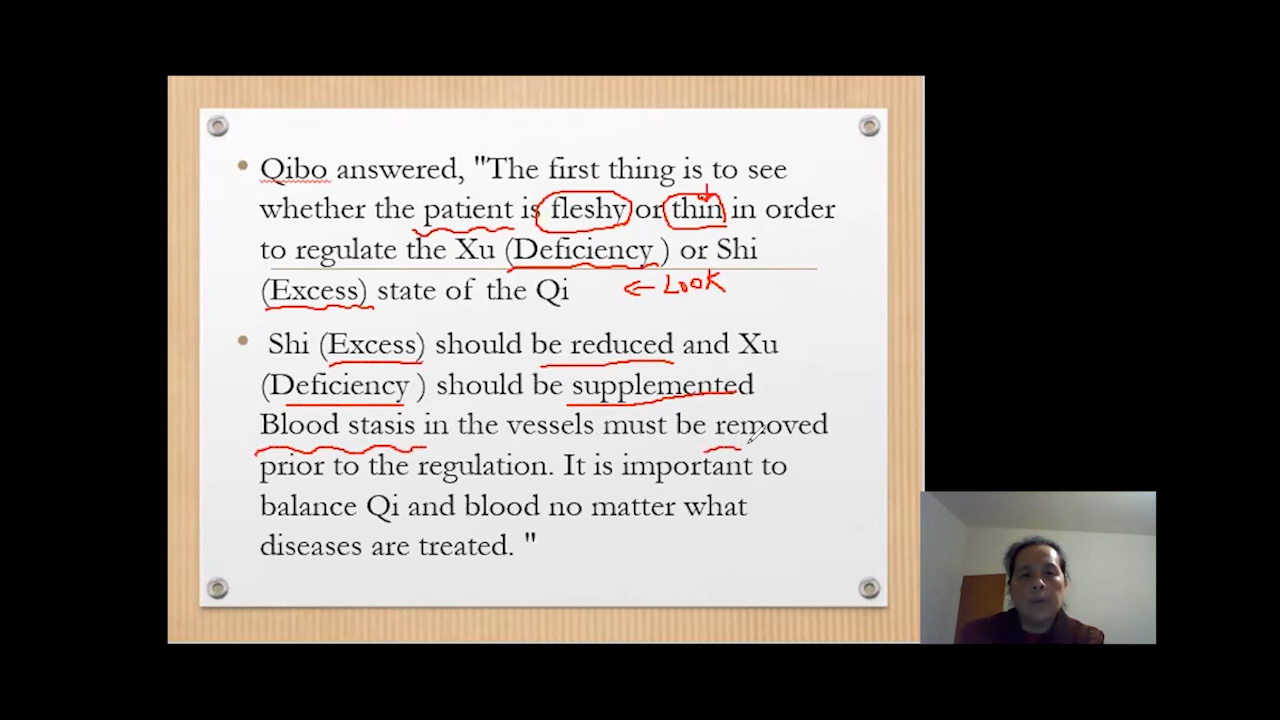 • Qibo answered, "The first thing is to see
whether the patient is fleshy or thin in order
to regulate the Xu (Deficiency ) or Shi
(Excess) state of the Qi
← Look
• Shi (Excess) should be reduced and Xu
(Deficiency ) should be supplemented
Blood stasis in the vessels must be removed
prior to the regulation. It is important to
balance Qi and blood no matter what
diseases are treated. "